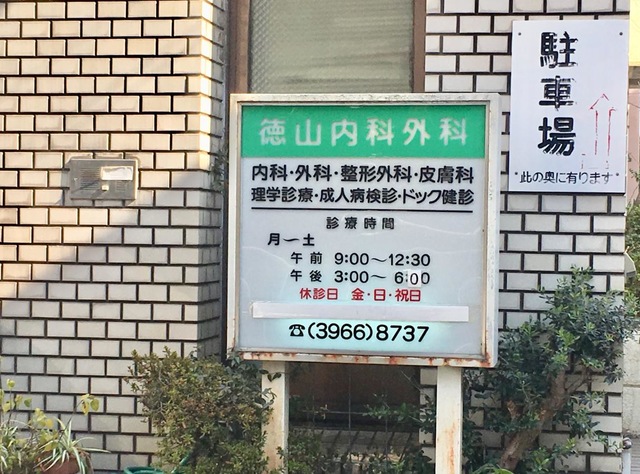 徳山内科外科
内科・外科・整形外科・皮膚科
理学診療・成人病検診・ドック健診
診療時間
月〜土
午前 9:00〜12:30
午後 3:00〜 6:00
休診日 金・日・祝日
☎(3966)8737
駐車場
此の奥に有ります